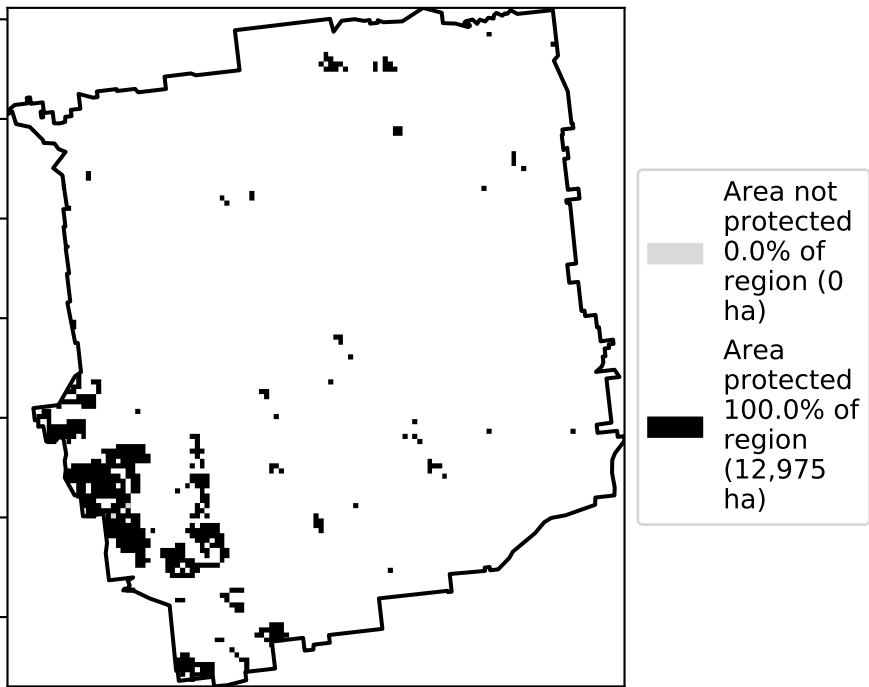 Area not
protected
0.0% of
region (0
ha)
Area
protected
100.0% of
region
(12,975
ha)